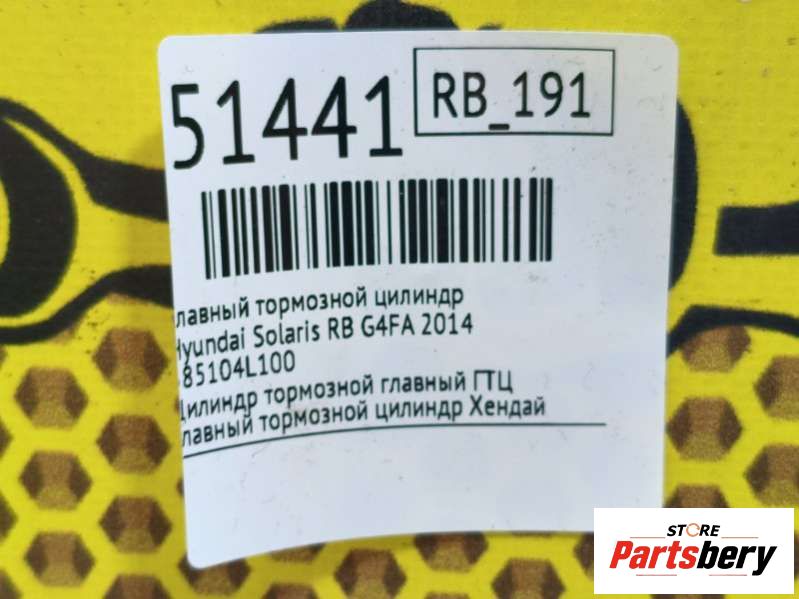 51441
RB_191
лавный тормозной цилиндр
Hyundai Solaris RB G4FA 2014
85104L100
Цилиндр тормозной главный ГТЦ
лавный тормозной цилиндр Хендай
STORE
Partsbery